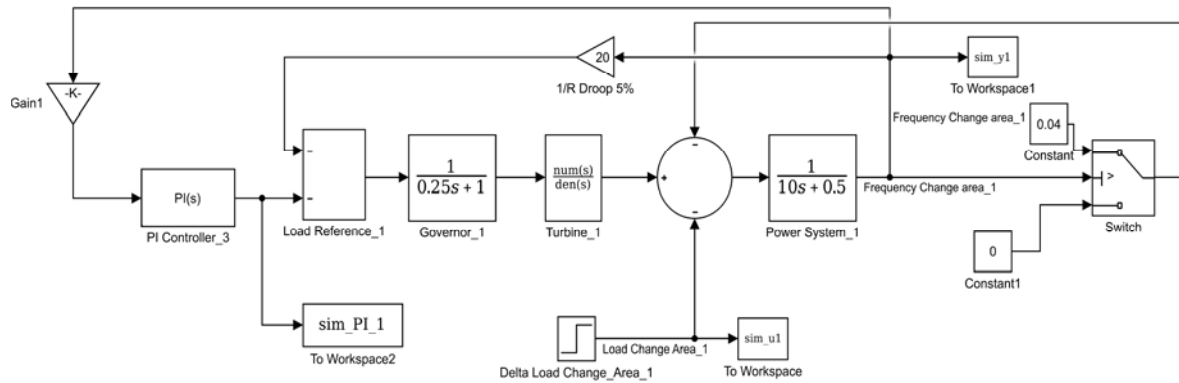 20
1/R Droop 5%
sim_y1
To Workspace1
-K-
Gain1
Frequency Change area_1
0.04
Constant
PI(s)
PI Controller_3
Load Reference_1
1
0.25s + 1
Governor_1
num(s)
den(s)
Turbine_1
1
10s + 0.5
Power System_1
Frequency Change area_1
>
Switch
0
Constant1
sim_PI_1
To Workspace2
Delta Load Change_Area_1
Load Change Area_1
sim_u1
To Workspace